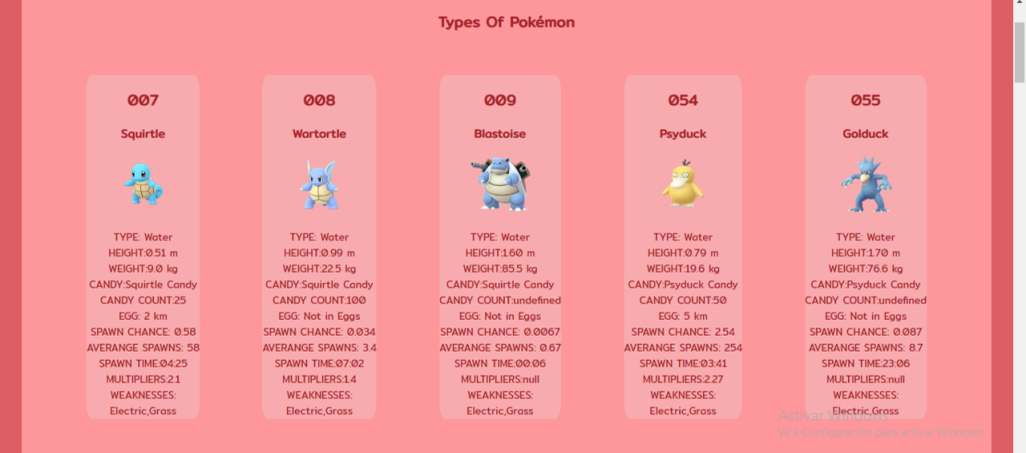 Types Of Pokémon
007
Squirtle
TYPE: Water
HEIGHT:0.51 m
WEIGHT:9.0 kg
CANDY:Squirtle Candy
CANDY COUNT:25
EGG: 2 km
SPAWN CHANCE: 0.58
AVERANGE SPAWNS: 58
SPAWN TIME:04:25
MULTIPLIERS:2.1
WEAKNESSES:
Electric,Grass
008
Wartortle
TYPE: Water
HEIGHT:0.99 m
WEIGHT:22.5 kg
CANDY:Squirtle Candy
CANDY COUNT:100
EGG: Not in Eggs
SPAWN CHANCE: 0.034
AVERANGE SPAWNS: 3.4
SPAWN TIME:07:02
MULTIPLIERS:1.4
WEAKNESSES:
Electric,Grass
009
Blastoise
TYPE: Water
HEIGHT:1.60 m
WEIGHT:85.5 kg
CANDY:Squirtle Candy
CANDY COUNT:undefined
EGG: Not in Eggs
SPAWN CHANCE: 0.0067
AVERANGE SPAWNS: 0.67
SPAWN TIME:00:06
MULTIPLIERS:null
WEAKNESSES:
Electric,Grass
054
Psyduck
TYPE: Water
HEIGHT:0.79 m
WEIGHT:19.6 kg
CANDY:Psyduck Candy
CANDY COUNT:50
EGG: 5 km
SPAWN CHANCE: 2.54
AVERANGE SPAWNS: 254
SPAWN TIME:03:41
MULTIPLIERS:2.27
WEAKNESSES:
Electric,Grass
055
Golduck
TYPE: Water
HEIGHT:1.70 m
WEIGHT:76.6 kg
CANDY:Psyduck Candy
CANDY COUNT:undefined
EGG: Not in Eggs
SPAWN CHANCE: 0.087
AVERANGE SPAWNS: 8.7
SPAWN TIME:23:06
MULTIPLIERS:null
WEAKNESSES:
Electric,Grass
Activar Windows
Ve a Configuración para activar Windows.